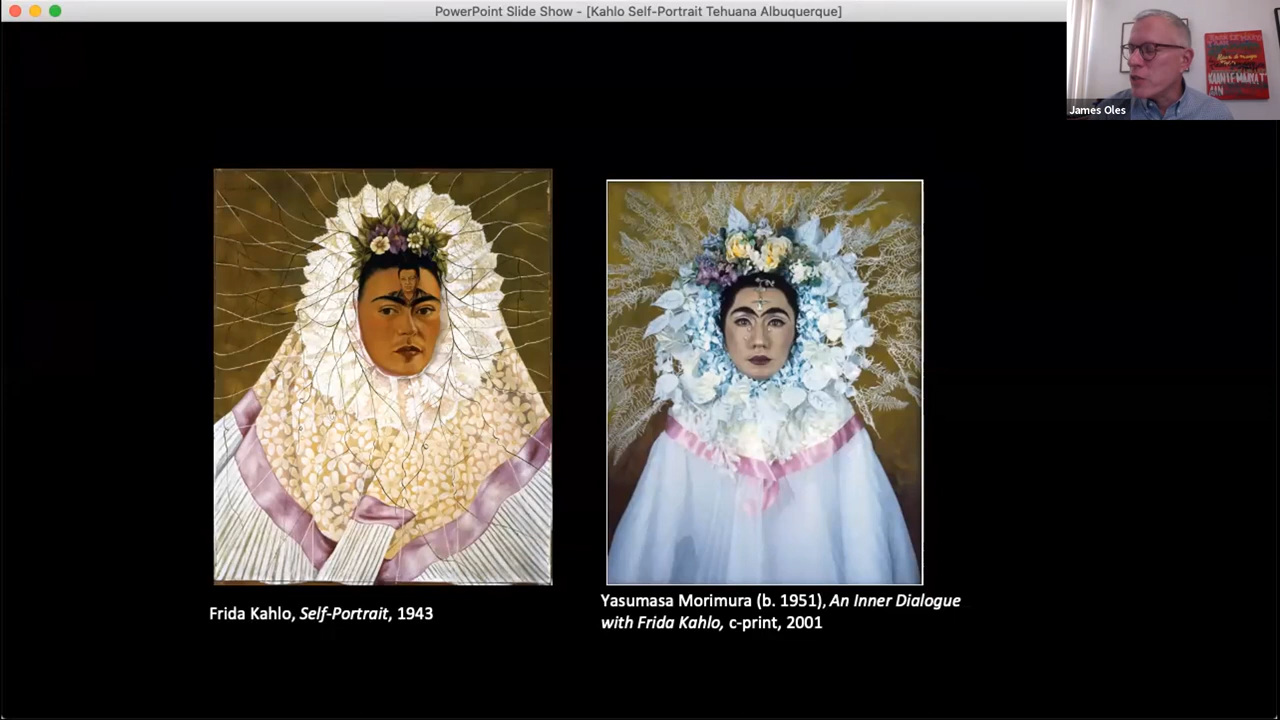 PowerPoint Slide Show - [Kahlo Self-Portrait Tehuana Albuquerque]
James Oles
Frida Kahlo, Self-Portrait, 1943
Yasumasa Morimura (b. 1951), An Inner Dialogue
with Frida Kahlo, c-print, 2001